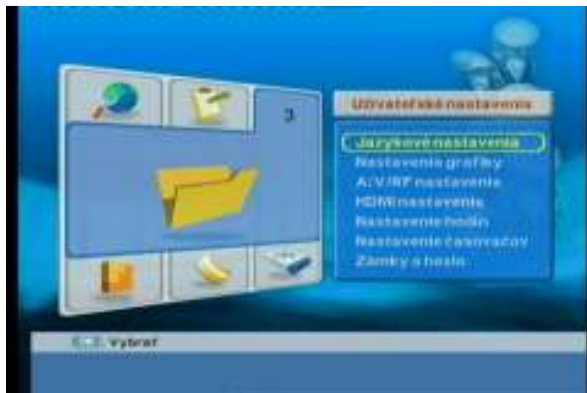 3
Užívateľské nastavenia
Jazykové nastavenia
Nastavenia grafiky
A/V/RF nastavenia
HDMI nastavenia
Nastavenie hodín
Nastavenie časovačov
Zámky a heslo
Vybrať